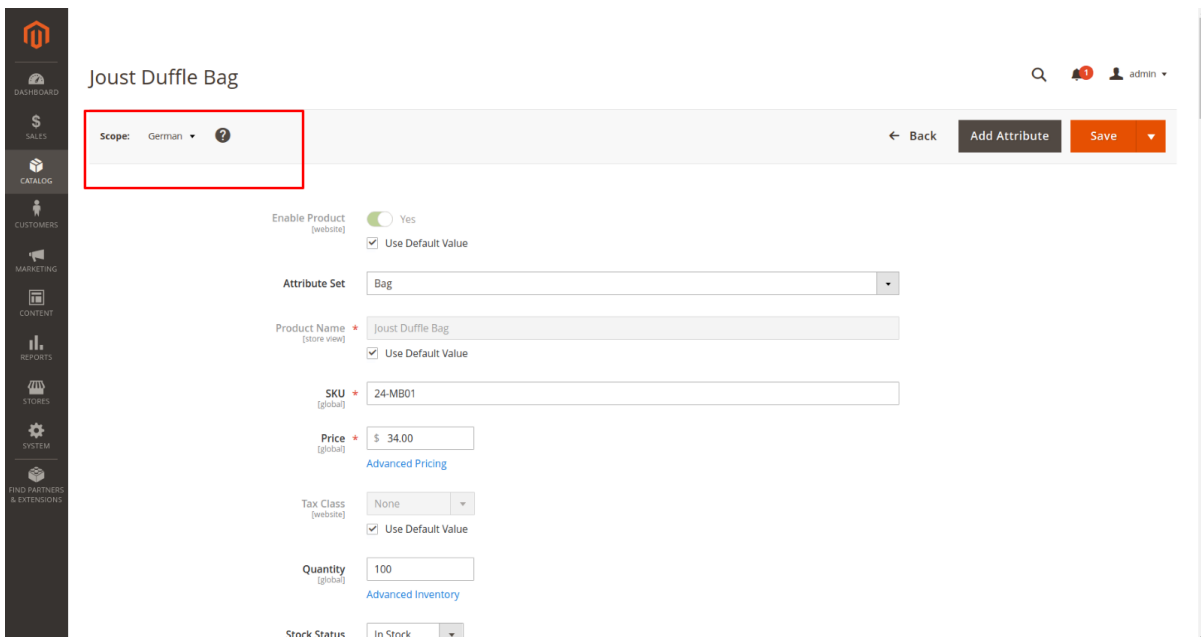 Joust Duffle Bag
1
admin
Scope: German ?
Back
Add Attribute
Save
DASHBOARD
$
SALES
CATALOG
CUSTOMERS
MARKETING
CONTENT
REPORTS
STORES
SYSTEM
FIND PARTNERS
& EXTENSIONS
Enable Product
[website]
Yes
Use Default Value
Attribute Set
Bag
Product Name *
[store view]
Joust Duffle Bag
Use Default Value
SKU *
[global]
24-MB01
Price *
[global]
$ 34.00
Advanced Pricing
Tax Class
[website]
None
Use Default Value
Quantity
[global]
100
Advanced Inventory
Stock Status
In Stock